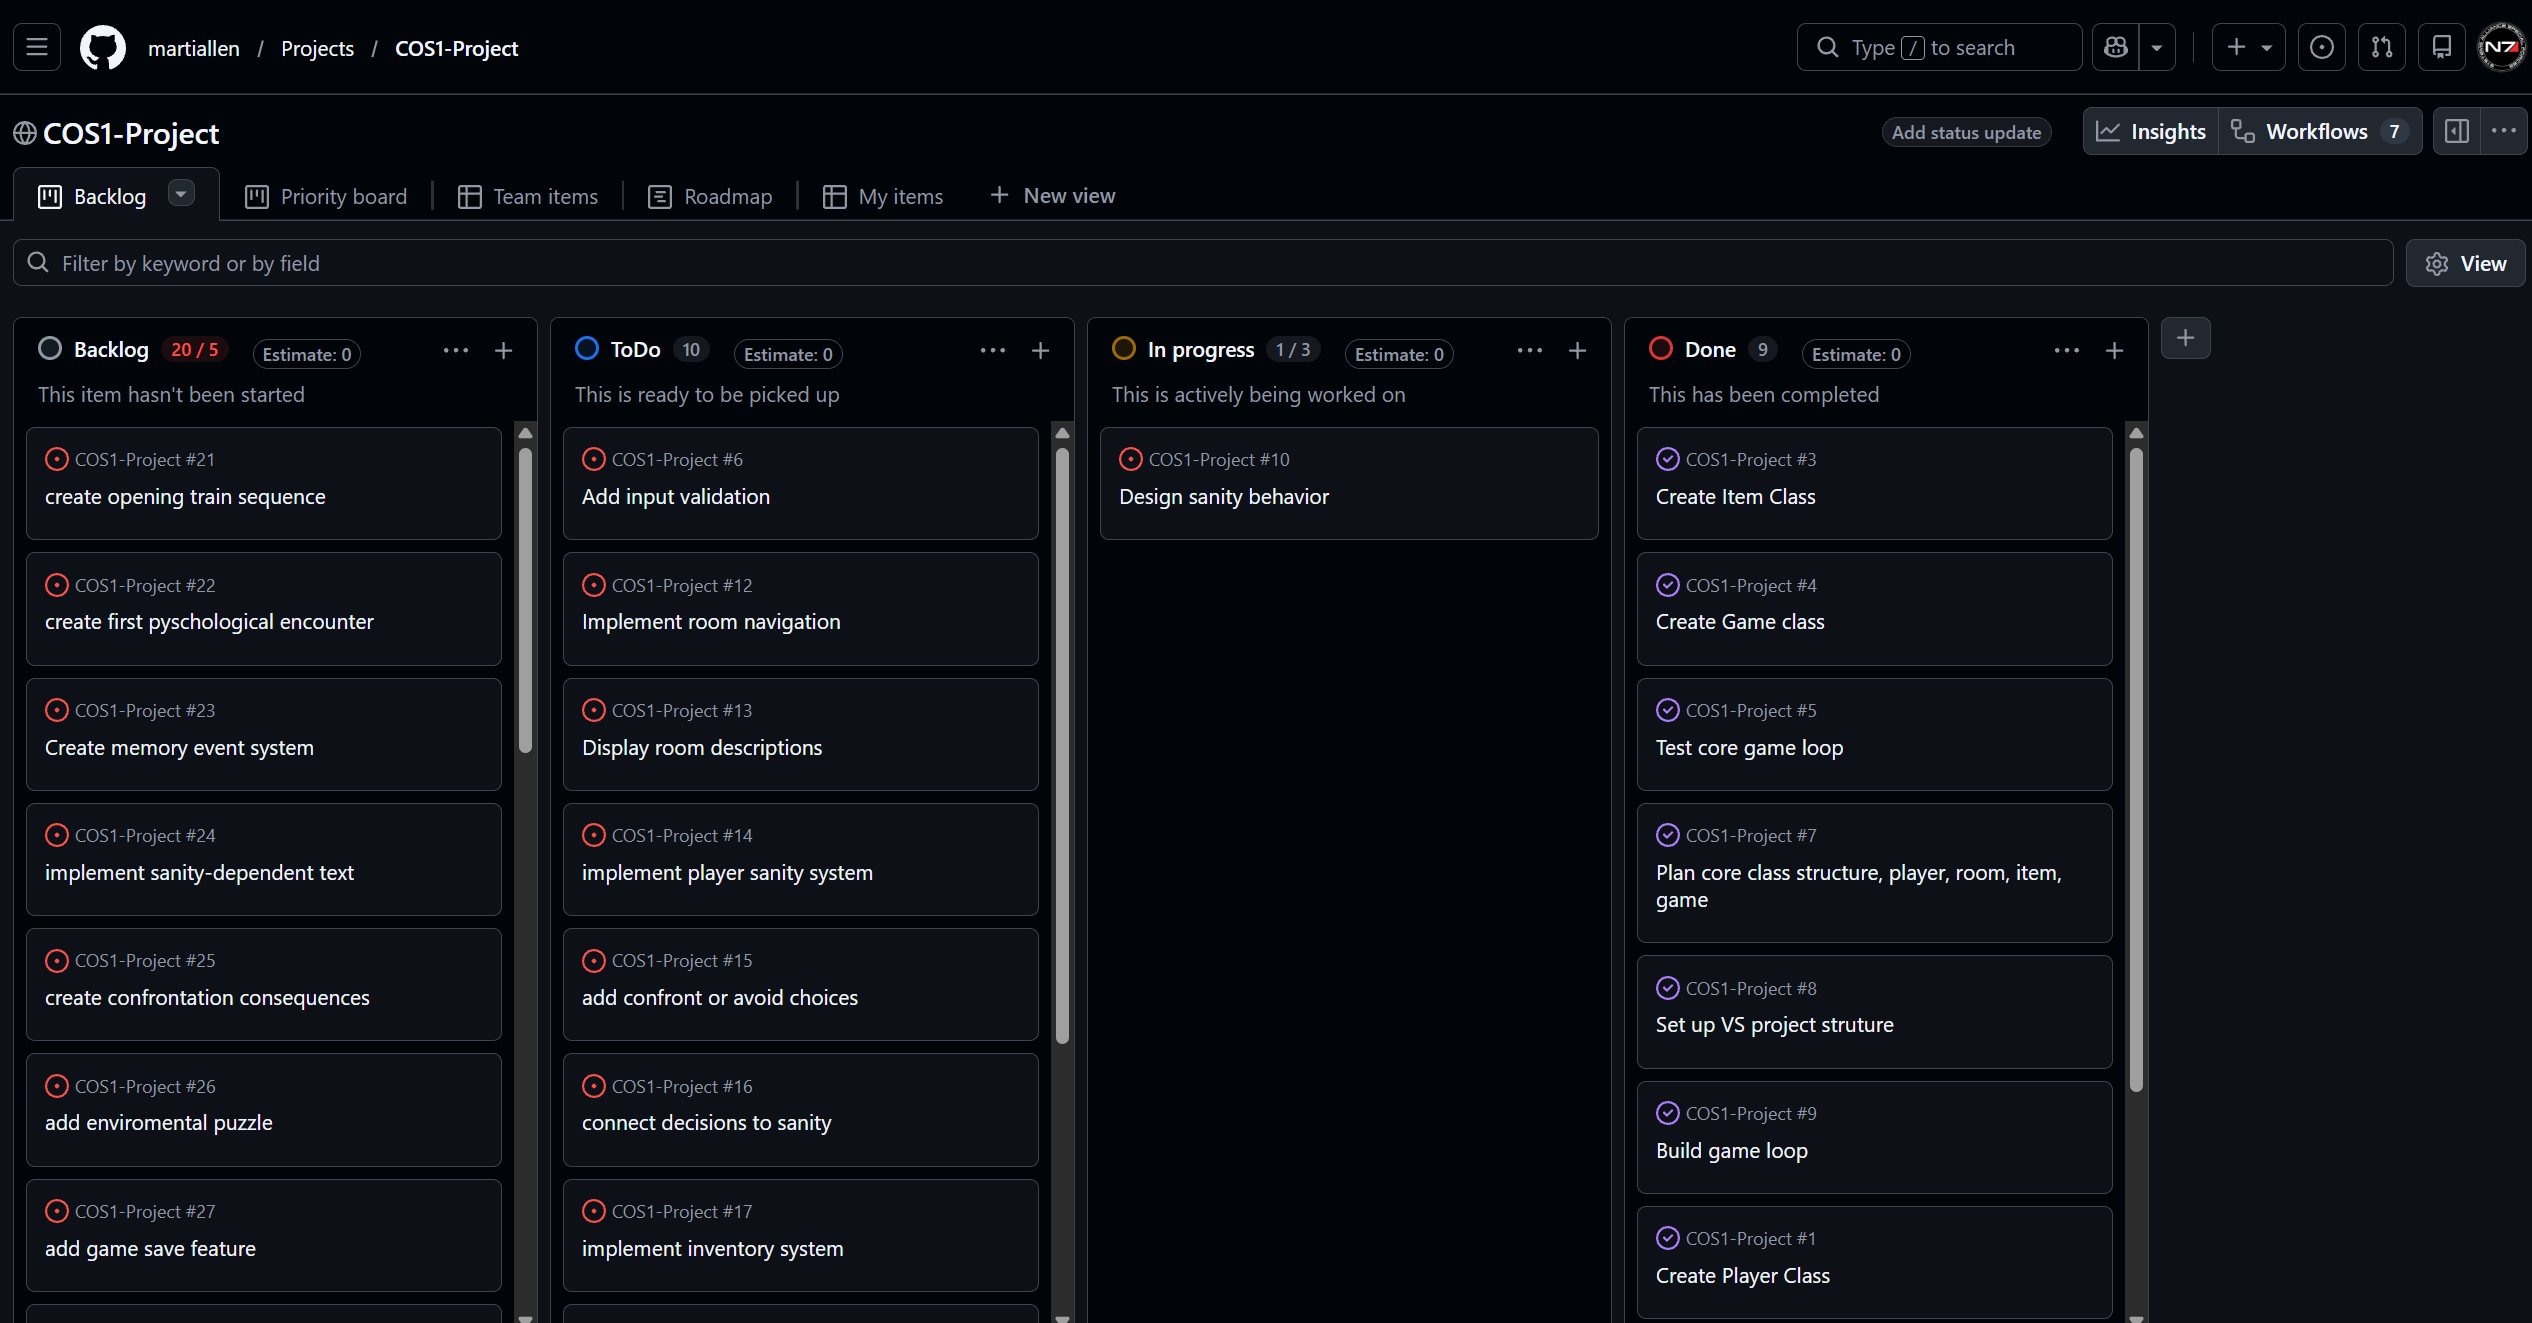 martiallen / Projects / COS1-Project
Type / to search
COS1-Project
Add status update
Insights
Workflows 7
Backlog
Priority board
Team items
Roadmap
My items
New view
Filter by keyword or by field
View
Backlog 20 / 5 Estimate: 0
This item hasn't been started
COS1-Project #21
create opening train sequence
COS1-Project #22
create first pyschological encounter
COS1-Project #23
Create memory event system
COS1-Project #24
implement sanity-dependent text
COS1-Project #25
create confrontation consequences
COS1-Project #26
add enviromental puzzle
COS1-Project #27
add game save feature
ToDo 10 Estimate: 0
This is ready to be picked up
COS1-Project #6
Add input validation
COS1-Project #12
Implement room navigation
COS1-Project #13
Display room descriptions
COS1-Project #14
implement player sanity system
COS1-Project #15
add confront or avoid choices
COS1-Project #16
connect decisions to sanity
COS1-Project #17
implement inventory system
In progress 1 / 3 Estimate: 0
This is actively being worked on
COS1-Project #10
Design sanity behavior
Done 9 Estimate: 0
This has been completed
COS1-Project #3
Create Item Class
COS1-Project #4
Create Game class
COS1-Project #5
Test core game loop
COS1-Project #7
Plan core class structure, player, room, item,
game
COS1-Project #8
Set up VS project struture
COS1-Project #9
Build game loop
COS1-Project #1
Create Player Class
N7